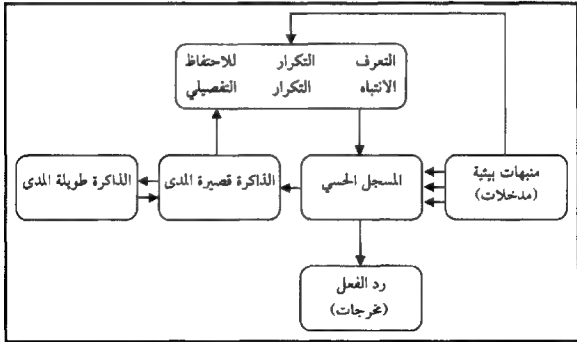 التعرف التكرار للاحتفاظ
الانتباه التكرار التفصيلي
منبهات بيئية
(مدخلات)
المسجل الحسي
الذاكرة قصيرة المدى
الذاكرة طويلة المدى
رد الفعل
(مخرجات)